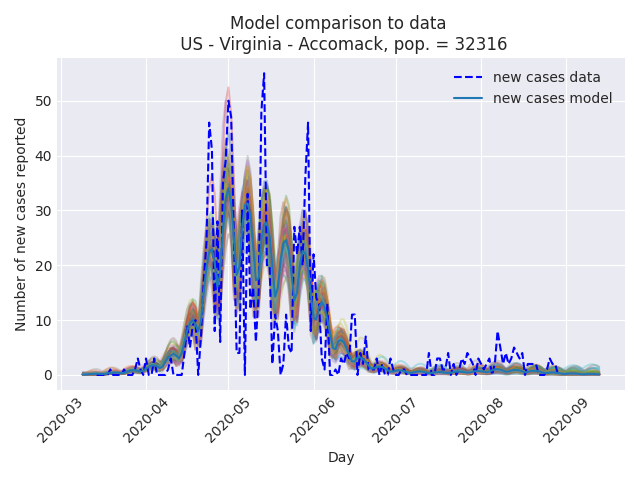 Model comparison to data
US - Virginia - Accomack, pop. = 32316
new cases data
new cases model
Number of new cases reported
50
40
30
20
10
0
2020-03
2020-04
2020-05
2020-06
2020-07
2020-08
2020-09
Day